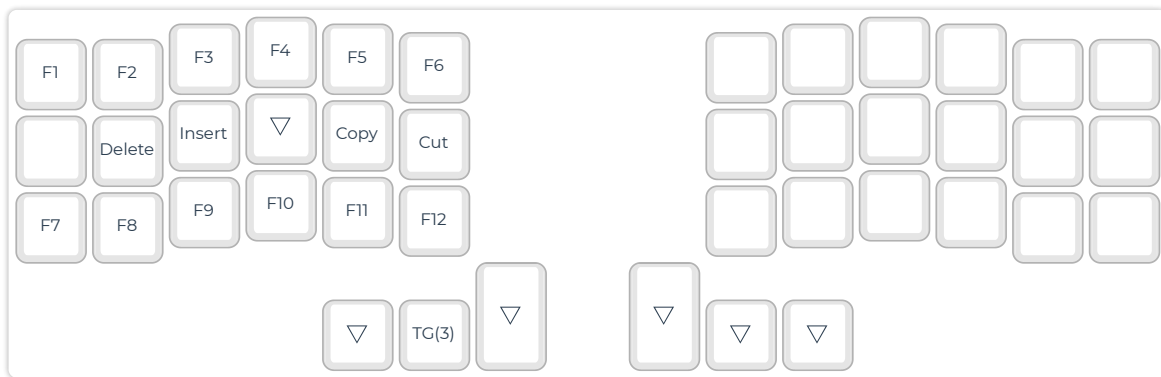 F1 F2 F3 F4 F5 F6
Delete Insert ▽ Copy Cut
F7 F8 F9 F10 F11 F12
▽ TG(3) ▽ ▽ ▽ ▽